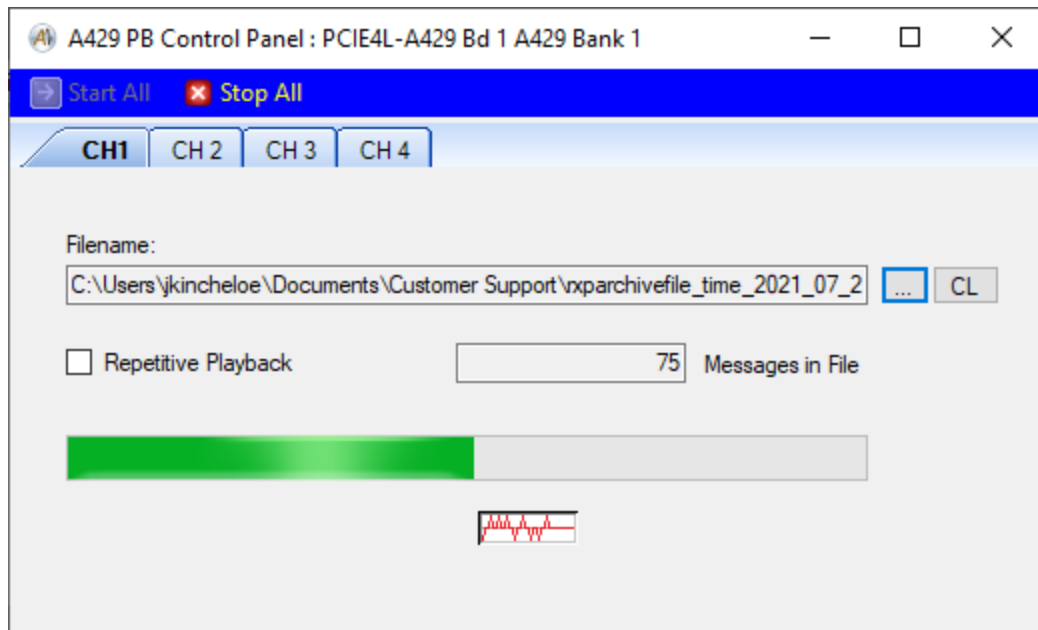 A429 PB Control Panel : PCIE4L-A429 Bd 1 A429 Bank 1
Start All Stop All
CH1 CH 2 CH 3 CH 4
Filename:
C:\Users\jkincheloe\Documents\Customer Support\rxparchivefile_time_2021_07_2 ... CL
Repetitive Playback 75 Messages in File